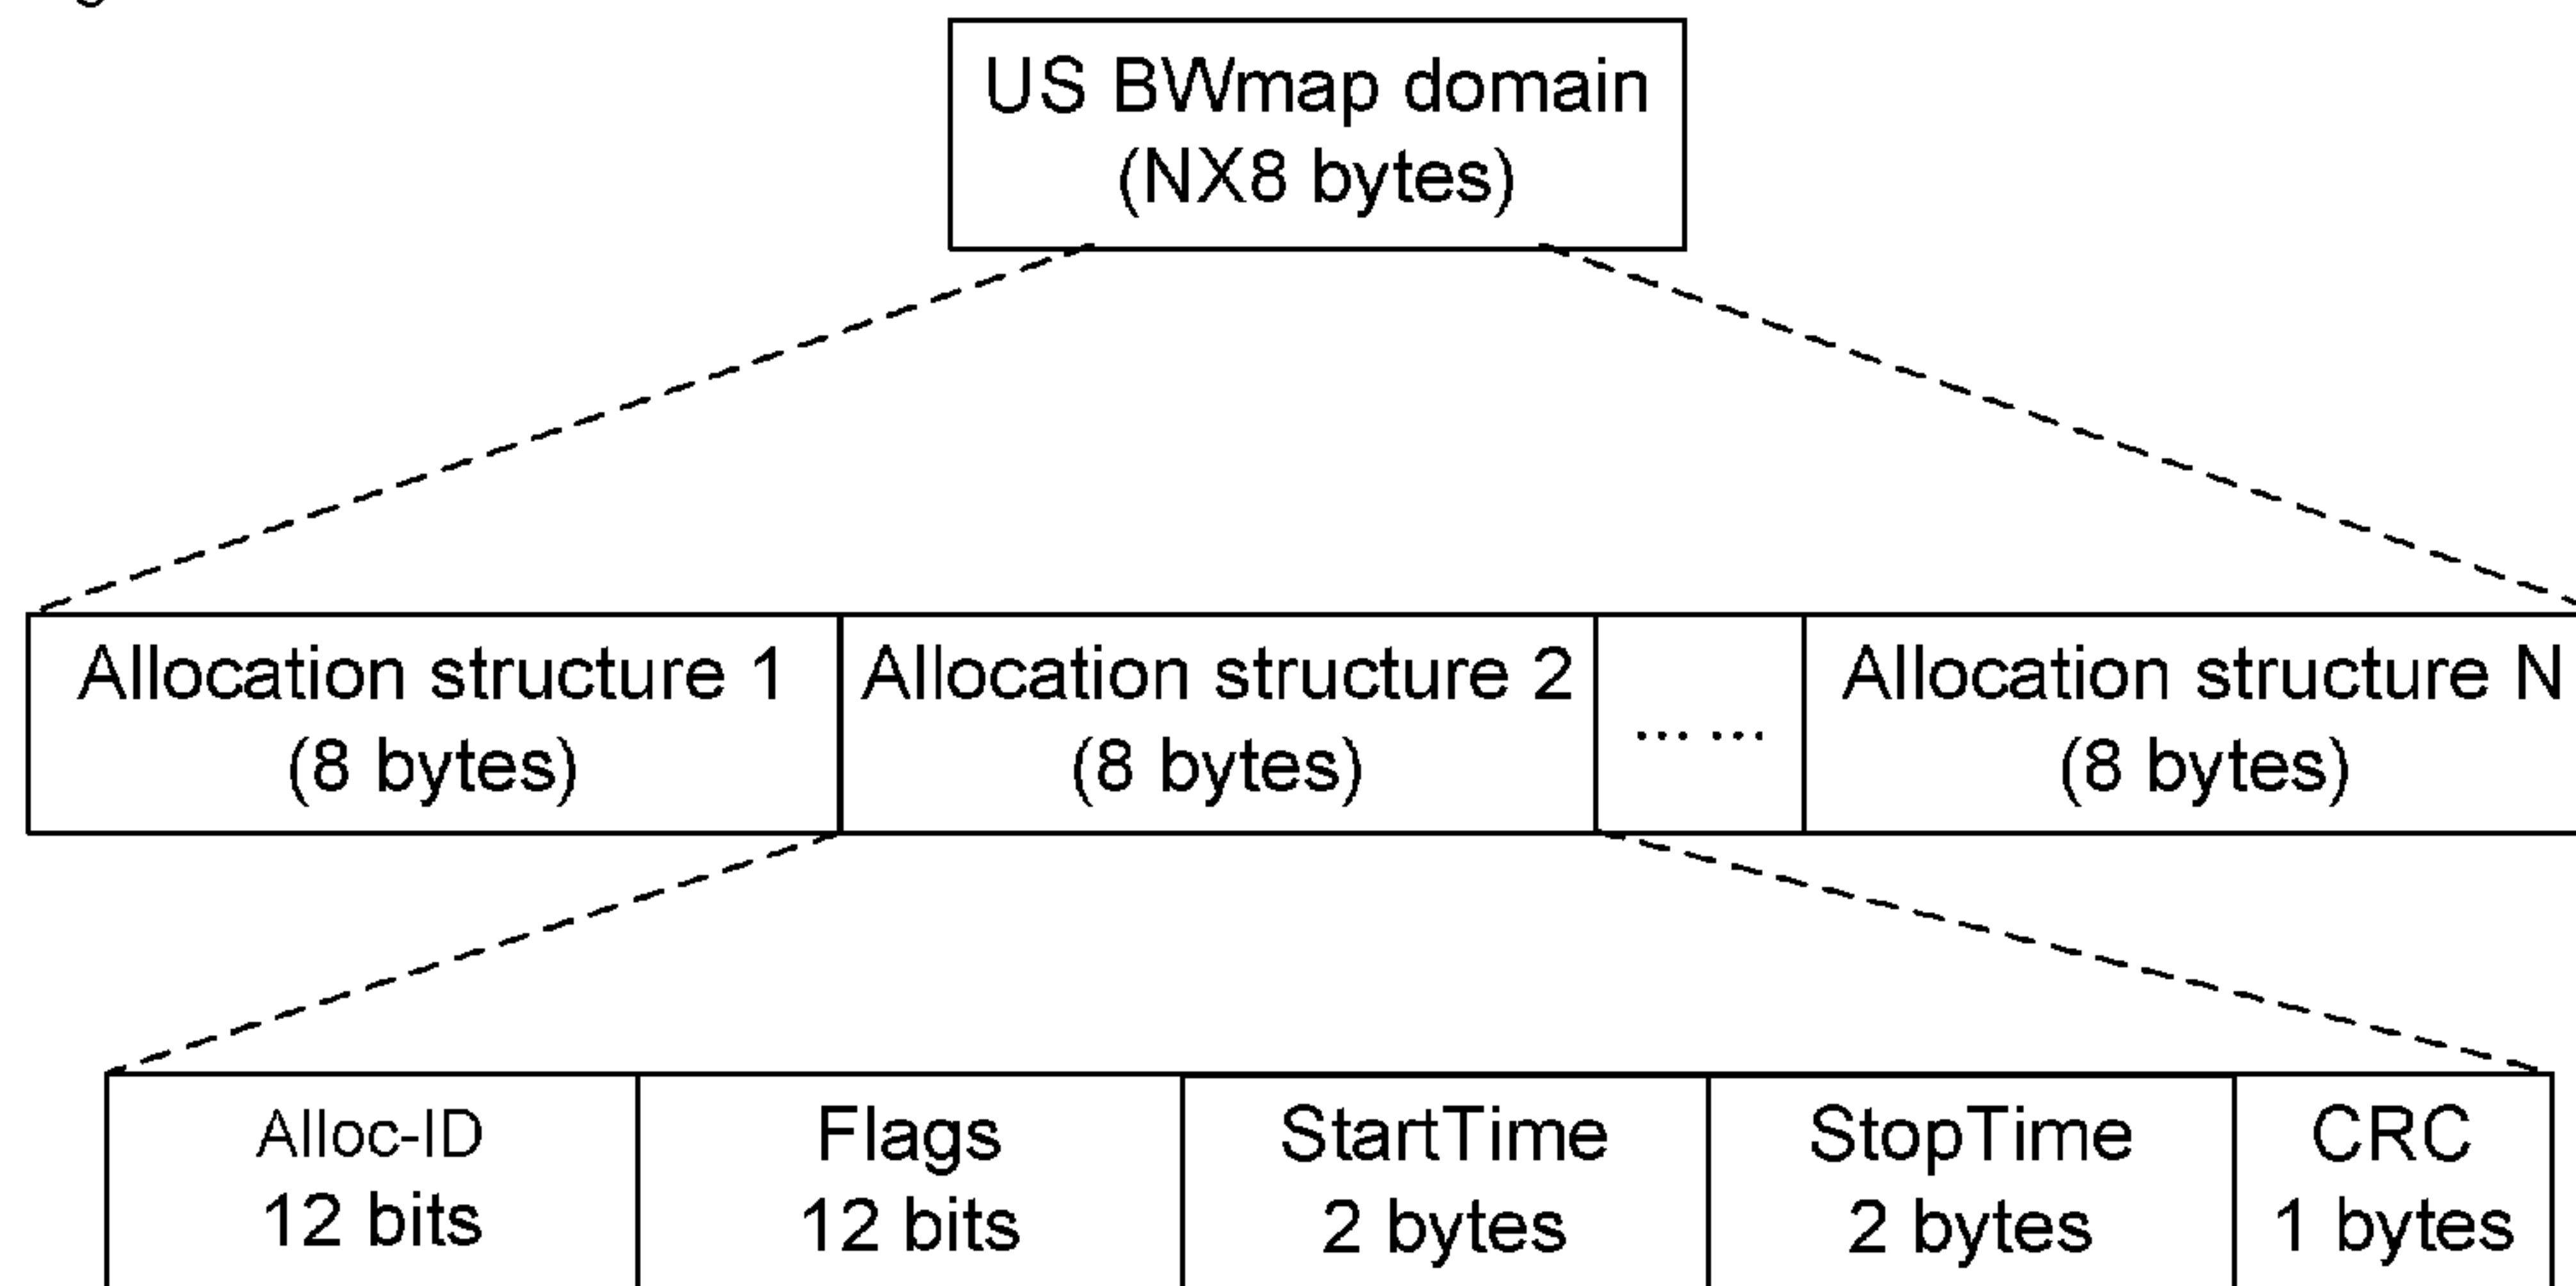 US BWmap domain
(NX8 bytes)
Allocation structure 1
(8 bytes)
Allocation structure 2
(8 bytes)
... ...
Allocation structure N
(8 bytes)
Alloc-ID
12 bits
Flags
12 bits
StartTime
2 bytes
StopTime
2 bytes
CRC
1 bytes